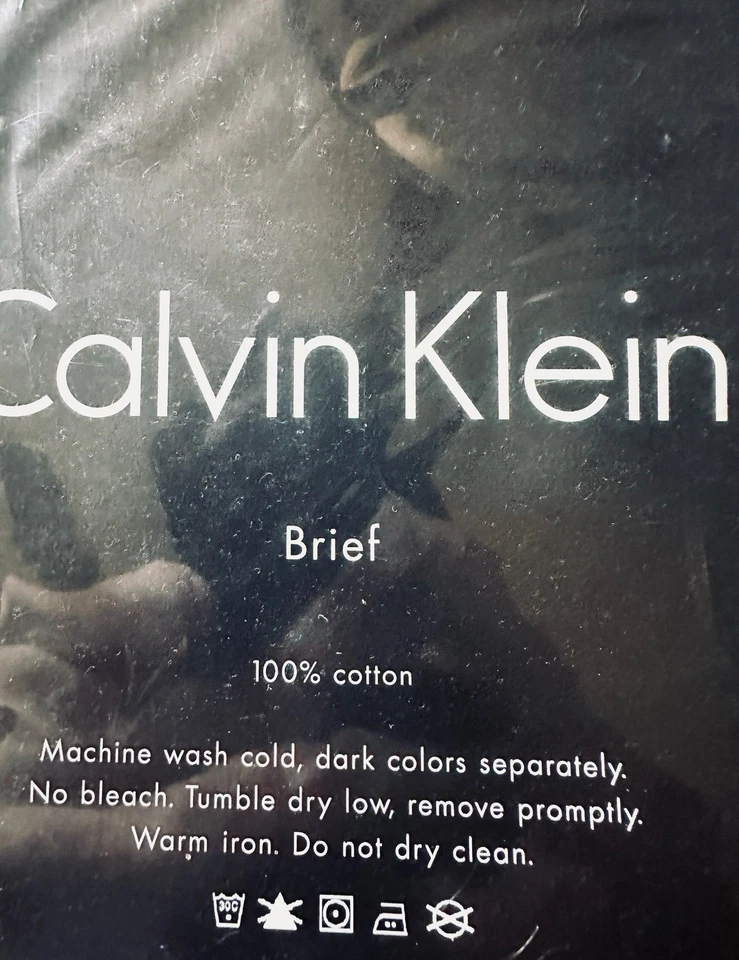 Calvin Klein
Brief
100% cotton
Machine wash cold, dark colors separately.
No bleach. Tumble dry low, remove promptly.
Warm iron. Do not dry clean.
30C